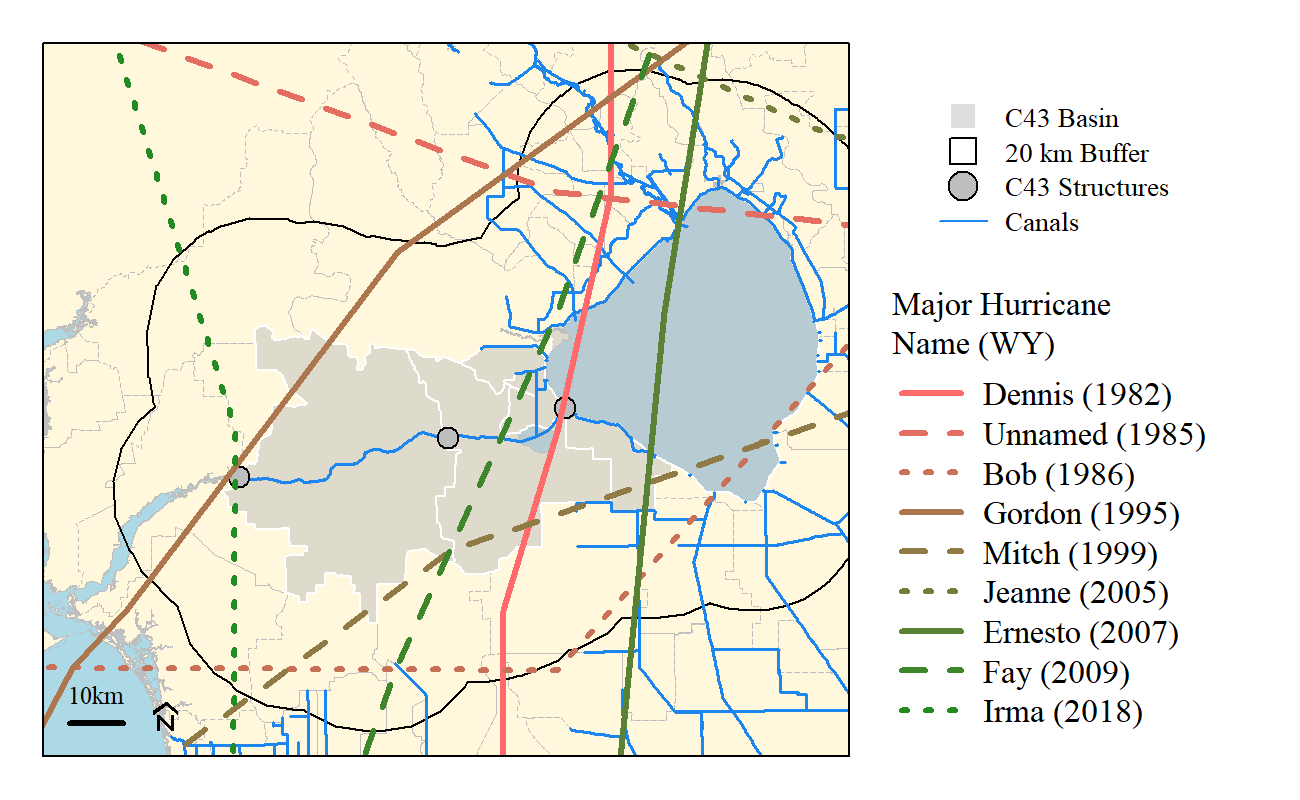 10km
N
C43 Basin
20 km Buffer
C43 Structures
Canals
Major Hurricane
Name (WY)
Dennis (1982)
Unnamed (1985)
Bob (1986)
Gordon (1995)
Mitch (1999)
Jeanne (2005)
Ernesto (2007)
Fay (2009)
Irma (2018)